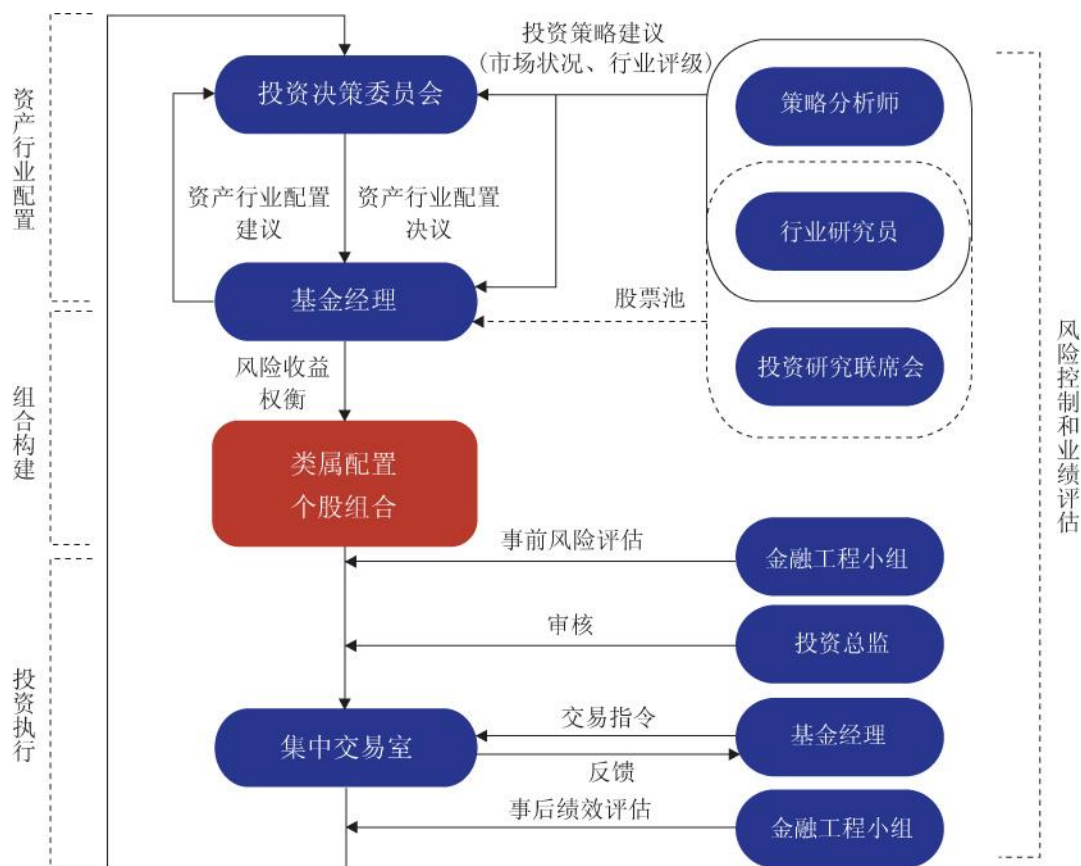 投资策略建议
(市场状况、行业评级)
投资决策委员会
策略分析师
资产行业配置
资产行业配置
建议
资产行业配置
决议
行业研究员
基金经理
股票池
投资研究联席会
风险收益
权衡
组合构建
类属配置
个股组合
风险控制和业绩评估
事前风险评估
金融工程小组
审核
投资总监
投资执行
集中交易室
交易指令
反馈
基金经理
事后绩效评估
金融工程小组